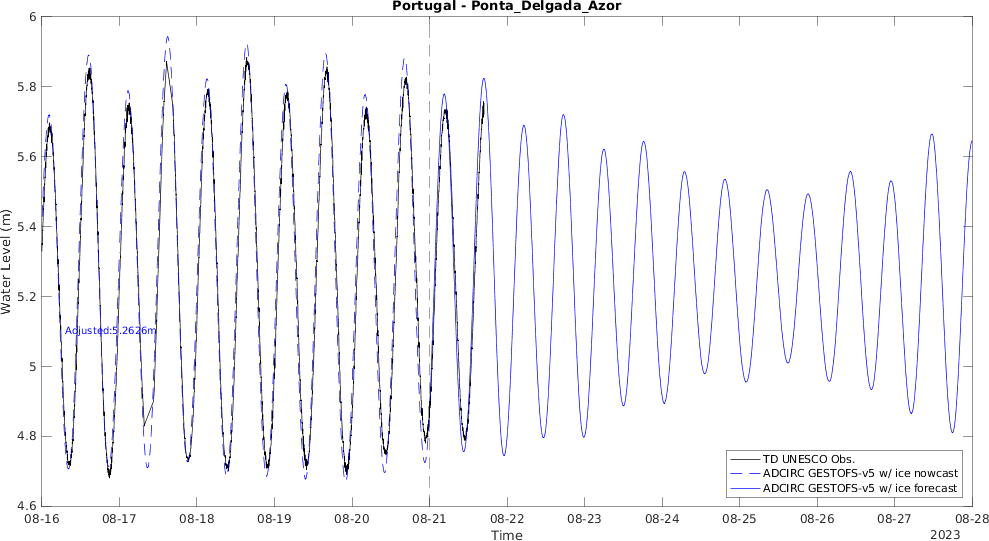 Portugal - Ponta_Delgada_Azor
6
5.8
5.6
5.4
5.2
5
4.8
4.6
Water Level (m)
Adjusted:5.2626m
TD UNESCO Obs.
ADCIRC GESTOFS-v5 w/ ice nowcast
ADCIRC GESTOFS-v5 w/ ice forecast
08-16 08-17 08-18 08-19 08-20 08-21 08-22 08-23 08-24 08-25 08-26 08-27 08-28
Time
2023